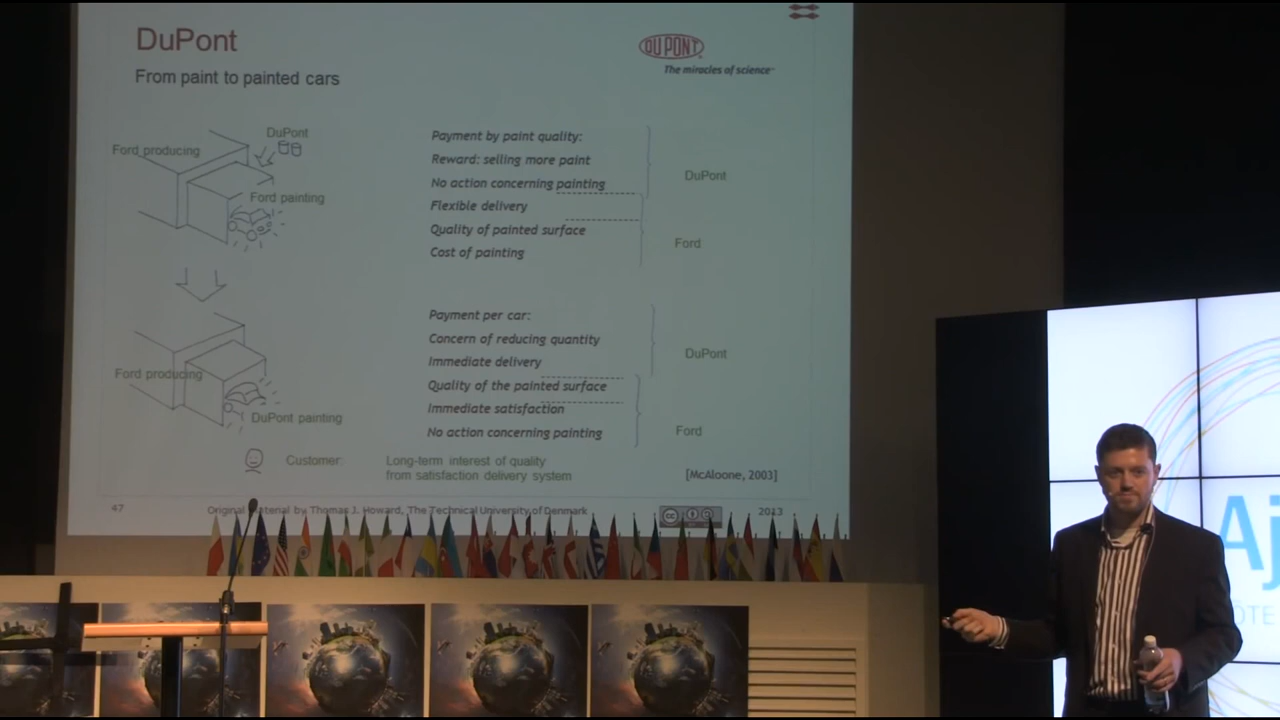 DuPont
From paint to painted cars
DU PONT
The miracles of science™
Ford producing
DuPont
Ford painting
Payment by paint quality:
Reward: selling more paint
No action concerning painting
Flexible delivery
Quality of painted surface
Cost of painting
DuPont
Ford
Ford producing
DuPont painting
Payment per car:
Concern of reducing quantity
Immediate delivery
Quality of the painted surface
Immediate satisfaction
No action concerning painting
DuPont
Ford
Customer:
Long-term interest of quality
from satisfaction delivery system
[McAloone, 2003]
47
Original material by Thomas J. Howard, The Technical University of Denmark
cc
2013
Aj
ÔTE